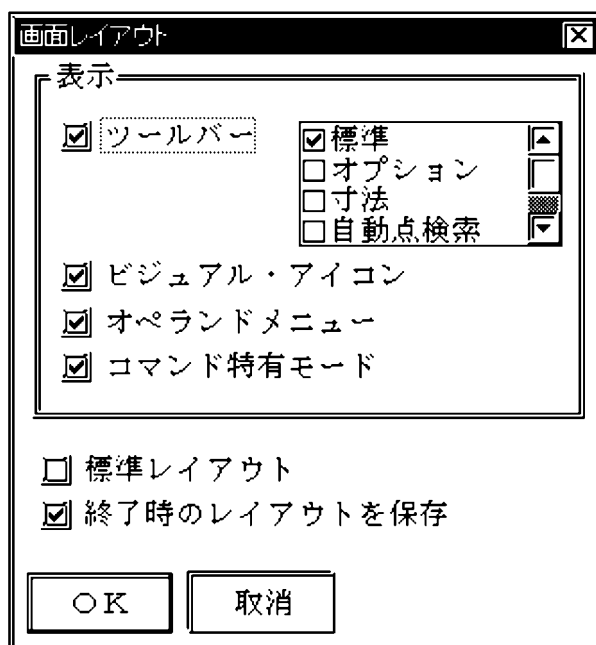 画面レイアウト
表示
ツールバー
標準
オプション
寸法
自動点検索
ビジュアル・アイコン
オペランドメニュー
コマンド特有モード
標準レイアウト
終了時のレイアウトを保存
OK
取消